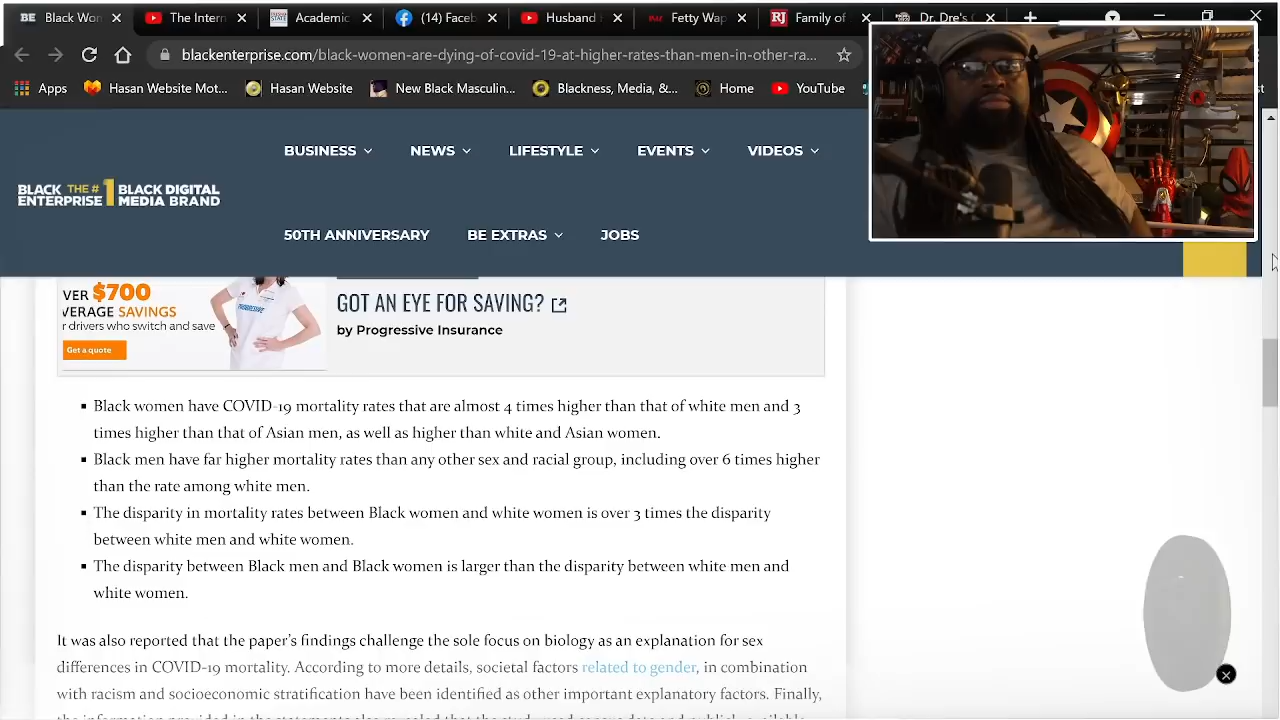 BE Black Won
The Intern
Academic
(14) Faceb
Husband
Fetty Wap
RJ Family of
Dr. Dre's
blackenterprise.com/black-women-are-dying-of-covid-19-at-higher-rates-than-men-in-other-ra...
Apps
Hasan Website Mot...
Hasan Website
New Black Masculin...
Blackness, Media, &...
Home
YouTube
BUSINESS
NEWS
LIFESTYLE
EVENTS
VIDEOS
BLACK THE # 1 BLACK DIGITAL
ENTERPRISE MEDIA BRAND
50TH ANNIVERSARY
BE EXTRAS
JOBS
VER $700
VERAGE SAVINGS
r drivers who switch and save
Get a quote
PROGRESSIVE
GOT AN EYE FOR SAVING?
by Progressive Insurance
Black women have COVID-19 mortality rates that are almost 4 times higher than that of white men and 3
times higher than that of Asian men, as well as higher than white and Asian women.
Black men have far higher mortality rates than any other sex and racial group, including over 6 times higher
than the rate among white men.
The disparity in mortality rates between Black women and white women is over 3 times the disparity
between white men and white women.
The disparity between Black men and Black women is larger than the disparity between white men and
white women.
It was also reported that the paper's findings challenge the sole focus on biology as an explanation for sex
differences in COVID-19 mortality. According to more details, societal factors related to gender, in combination
with racism and socioeconomic stratification have been identified as other important explanatory factors. Finally,